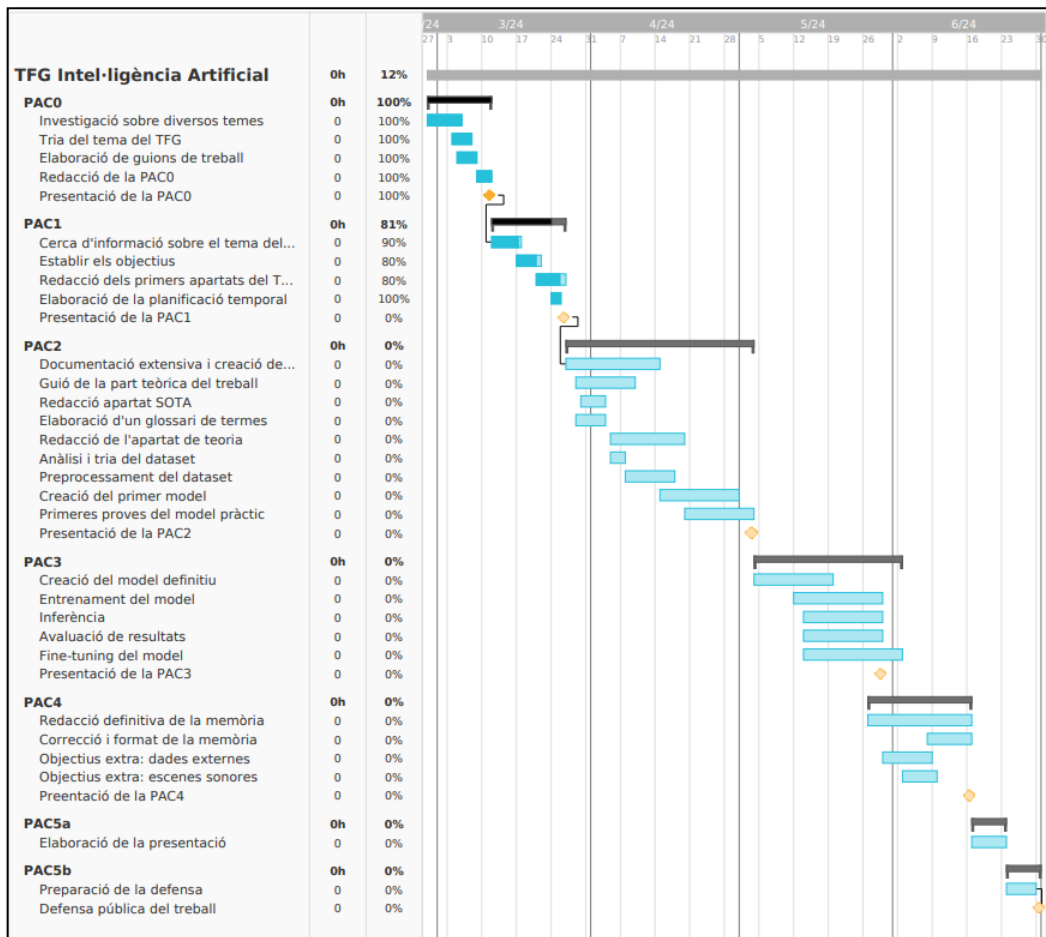 /24 3/24 4/24 5/24 6/24
27 3 10 17 24 31 7 14 21 28 5 12 19 26 2 9 16 23 30
TFG Intel·ligència Artificial 0h 12%
PAC0 0h 100%
Investigació sobre diversos temes 0 100%
Tria del tema del TFG 0 100%
Elaboració de guions de treball 0 100%
Redacció de la PAC0 0 100%
Presentació de la PAC0 0 100%
PAC1 0h 81%
Cerca d'informació sobre el tema del... 0 90%
Establir els objectius 0 80%
Redacció dels primers apartats del T... 0 80%
Elaboració de la planificació temporal 0 100%
Presentació de la PAC1 0 0%
PAC2 0h 0%
Documentació extensiva i creació de... 0 0%
Guió de la part teòrica del treball 0 0%
Redacció apartat SOTA 0 0%
Elaboració d'un glossari de termes 0 0%
Redacció de l'apartat de teoria 0 0%
Anàlisi i tria del dataset 0 0%
Preprocessament del dataset 0 0%
Creació del primer model 0 0%
Primeres proves del model pràctic 0 0%
Presentació de la PAC2 0 0%
PAC3 0h 0%
Creació del model definitiu 0 0%
Entrenament del model 0 0%
Inferència 0 0%
Avaluació de resultats 0 0%
Fine-tuning del model 0 0%
Presentació de la PAC3 0 0%
PAC4 0h 0%
Redacció definitiva de la memòria 0 0%
Correcció i format de la memòria 0 0%
Objectius extra: dades externes 0 0%
Objectius extra: escenes sonores 0 0%
Preentació de la PAC4 0 0%
PAC5a 0h 0%
Elaboració de la presentació 0 0%
PAC5b 0h 0%
Preparació de la defensa 0 0%
Defensa pública del treball 0 0%